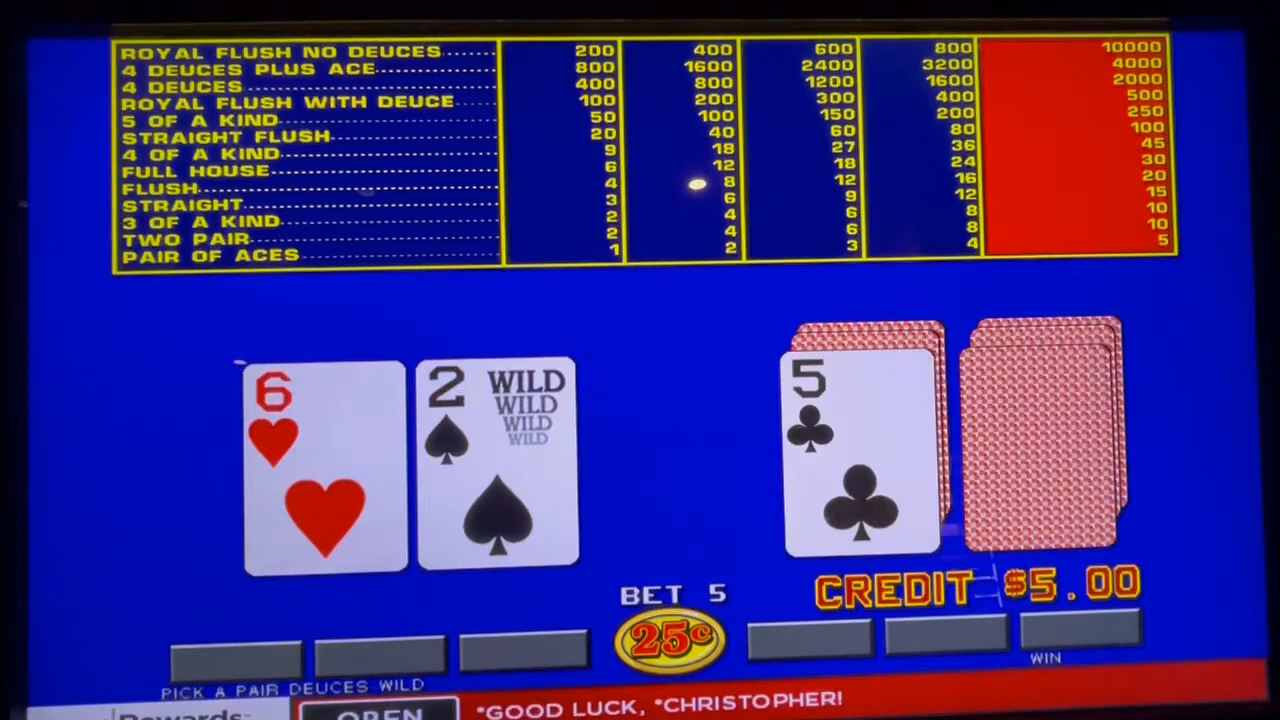 ROYAL FLUSH NO DEUCES 200 400 600 800 10000
4 DEUCES PLUS ACE 800 1600 2400 3200 4000
4 DEUCES 400 800 1200 1600 2000
ROYAL FLUSH WITH DEUCE 100 200 300 400 500
5 OF A KIND 50 100 150 200 250
STRAIGHT FLUSH 20 40 60 80 100
4 OF A KIND 9 18 27 36 45
FULL HOUSE 6 12 18 24 30
FLUSH 4 8 12 16 20
STRAIGHT 3 6 9 12 15
3 OF A KIND 2 4 6 8 10
TWO PAIR 2 4 6 8 10
PAIR OF ACES 1 2 3 4 5
6
2 WILD
WILD
WILD
WILD
5
BET 5
CREDIT $5.00
25¢
WIN
PICK A PAIR DEUCES WILD
Rewards
OPEN
*GOOD LUCK, *CHRISTOPHER!